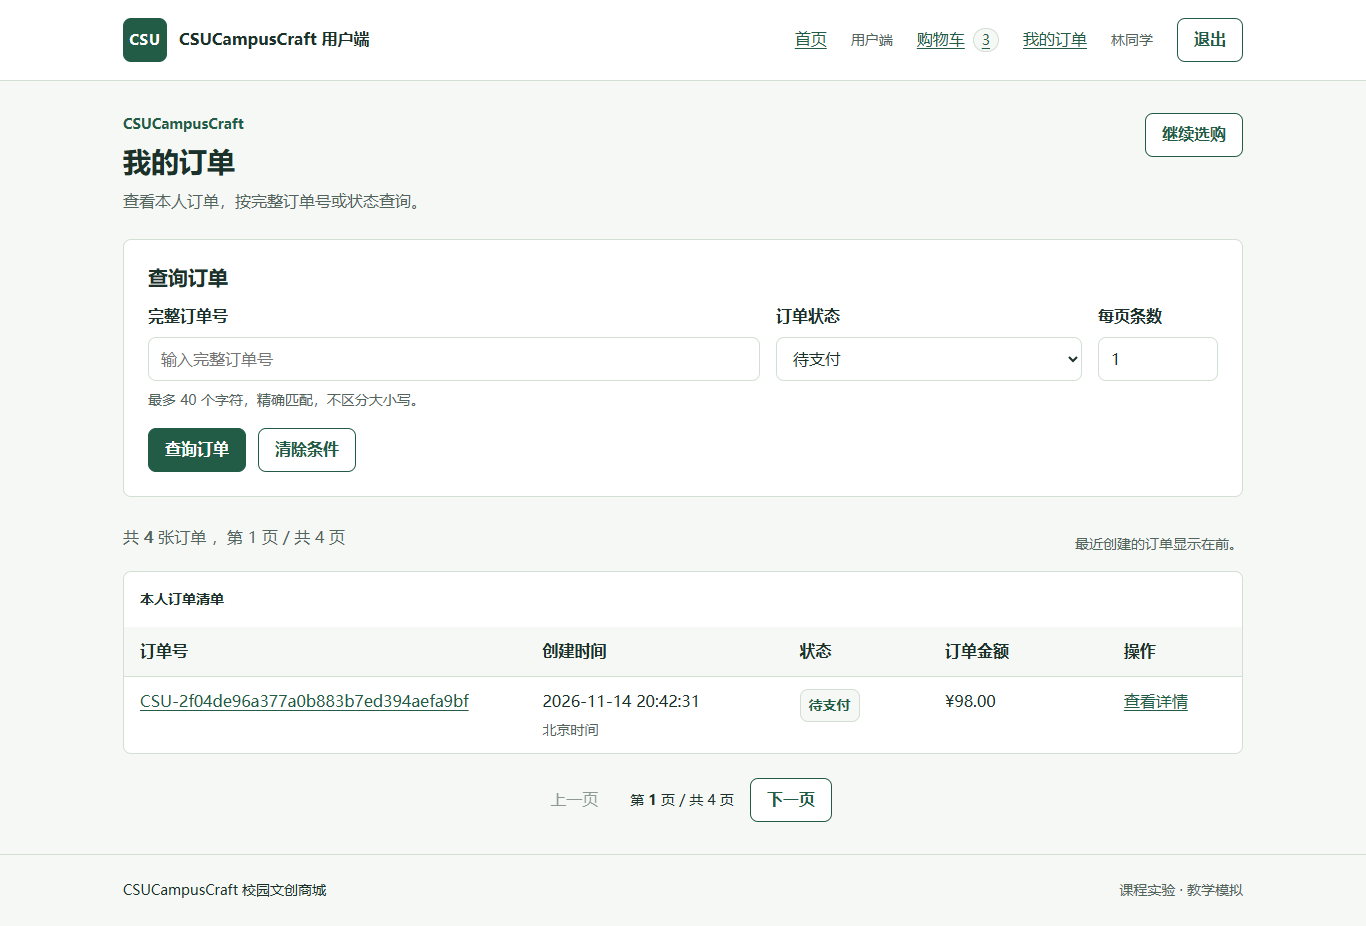 CSU CSUCampusCraft 用户端 首页 用户端 购物车 3 我的订单 林同学 退出
CSUCampusCraft
继续选购
我的订单
查看本人订单，按完整订单号或状态查询。
查询订单
完整订单号 订单状态 每页条数
输入完整订单号 待支付 1
最多 40 个字符，精确匹配，不区分大小写。
查询订单 清除条件
共 4 张订单 ，第 1 页 / 共 4 页
最近创建的订单显示在前。
本人订单清单
订单号 创建时间 状态 订单金额 操作
CSU-2f04de96a377a0b883b7ed394aefa9bf 2026-11-14 20:42:31 待支付 ¥98.00 查看详情
北京时间
上一页 第 1 页 / 共 4 页 下一页
CSUCampusCraft 校园文创商城 课程实验 · 教学模拟